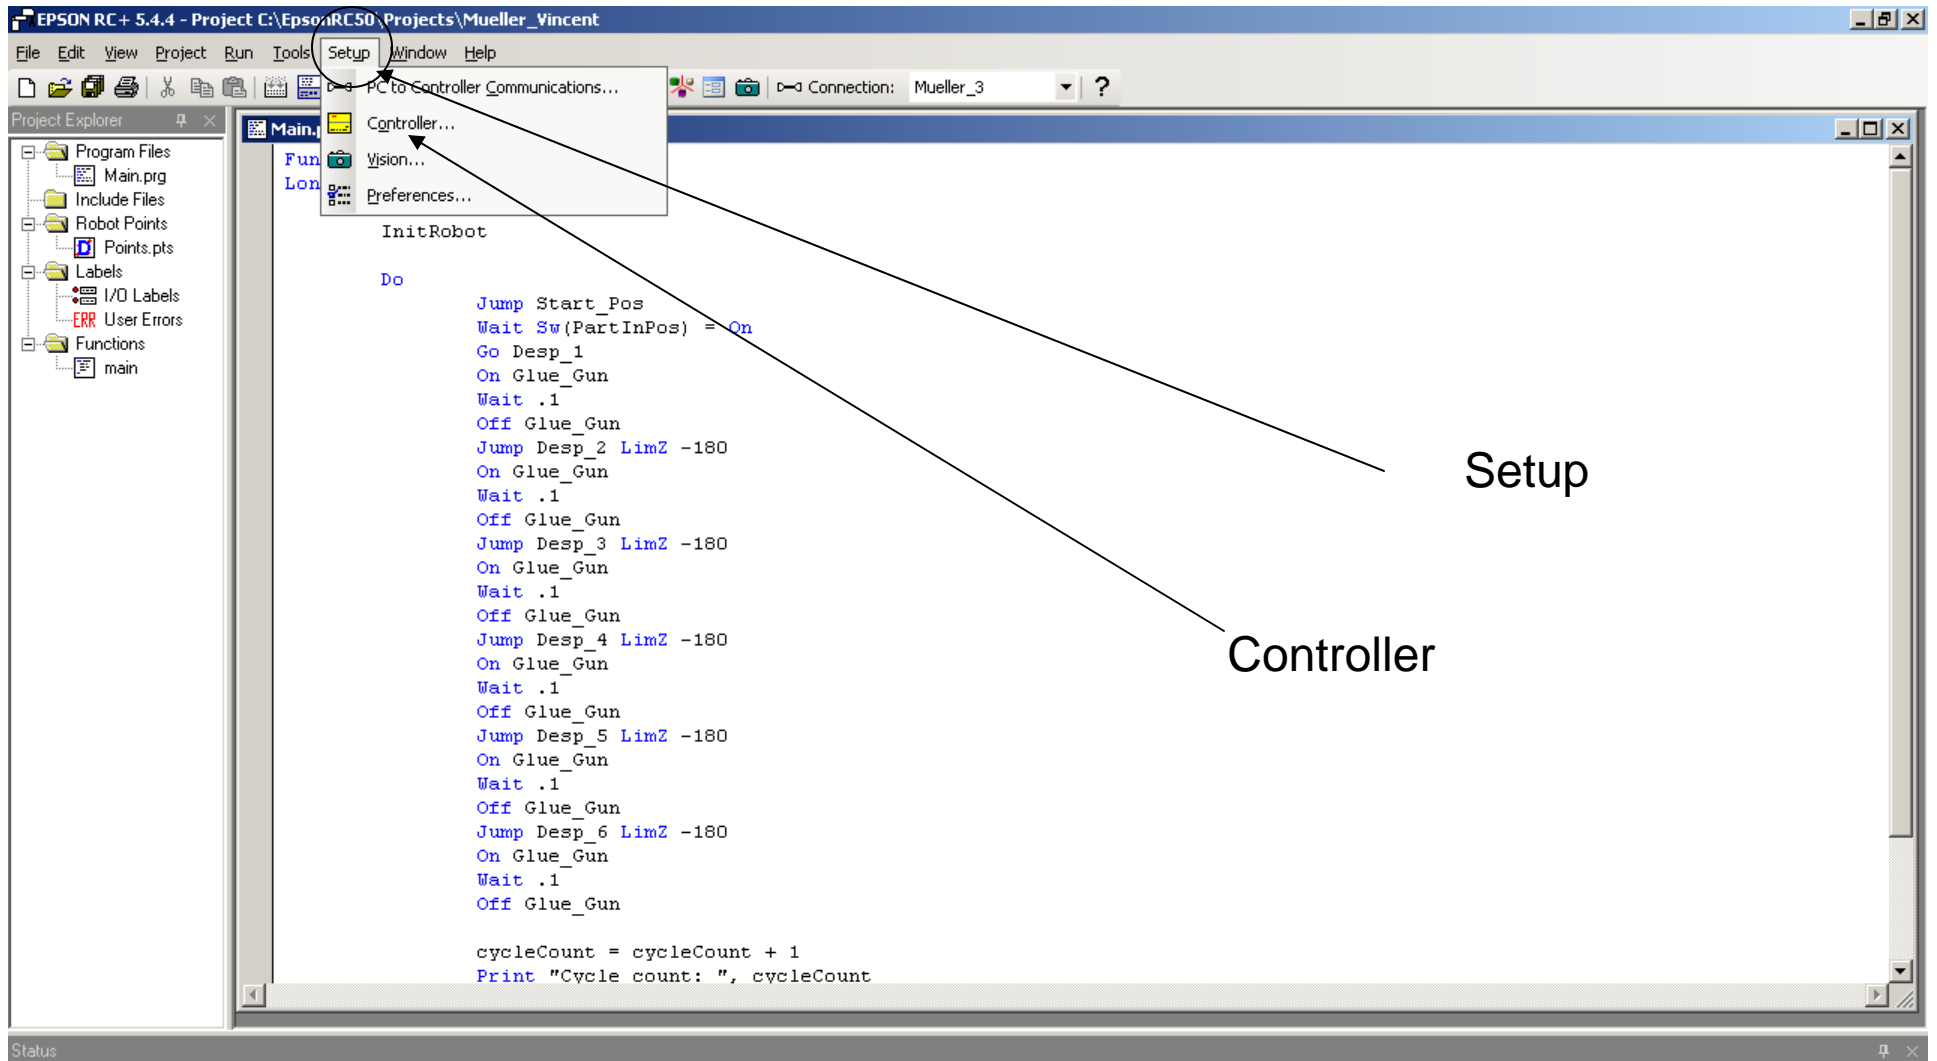 EPSON RC+ 5.4.4 - Project C:\EpsonRC50\Projects\Mueller_Vincent
File Edit View Project Run Tools Setup Window Help
PC to Controller Communications...
Connection: Mueller_3
?
Controller...
Vision...
Preferences...
Project Explorer
Program Files
Main.prg
Include Files
Robot Points
Points.pts
Labels
I/O Labels
ERR User Errors
Functions
main
InitRobot
Do
Jump Start_Pos
Wait Sw(PartInPos) = On
Go Desp_1
On Glue_Gun
Wait .1
Off Glue_Gun
Jump Desp_2 LimZ -180
On Glue_Gun
Wait .1
Off Glue_Gun
Jump Desp_3 LimZ -180
On Glue_Gun
Wait .1
Off Glue_Gun
Jump Desp_4 LimZ -180
On Glue_Gun
Wait .1
Off Glue_Gun
Jump Desp_5 LimZ -180
On Glue_Gun
Wait .1
Off Glue_Gun
Jump Desp_6 LimZ -180
On Glue_Gun
Wait .1
Off Glue_Gun
cycleCount = cycleCount + 1
Print "Cycle count: ", cycleCount
Setup
Controller
Status